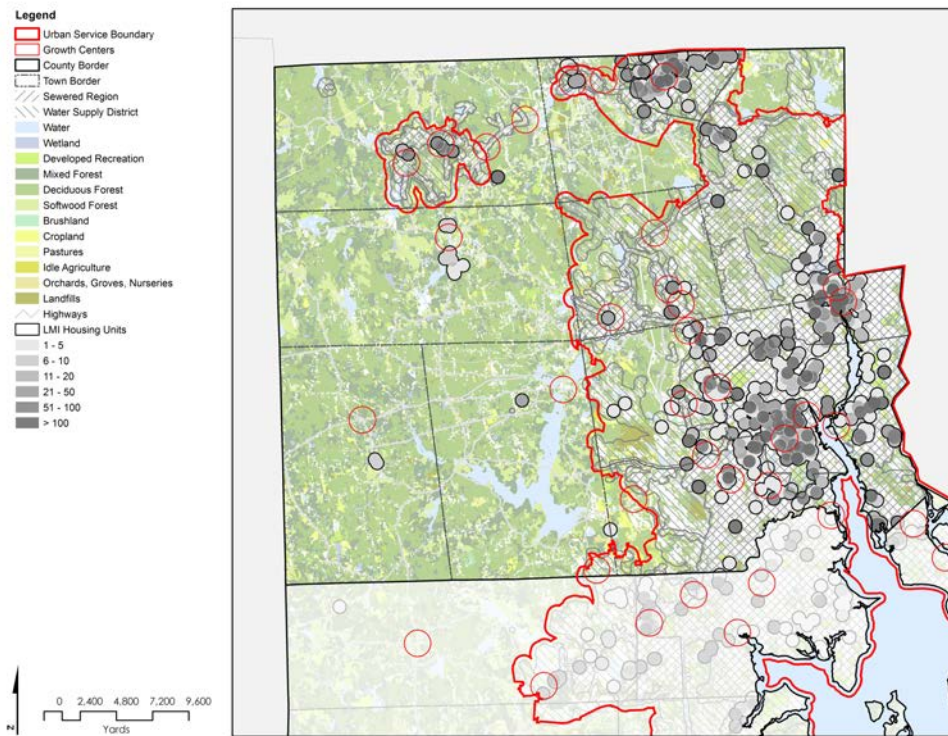 Legend
Urban Service Boundary
Growth Centers
County Border
Town Border
Sewered Region
Water Supply District
Water
Wetland
Developed Recreation
Mixed Forest
Deciduous Forest
Softwood Forest
Brushland
Cropland
Pastures
Idle Agriculture
Orchards, Groves, Nurseries
Landfills
Highways
LMI Housing Units
1 - 5
6 - 10
11 - 20
21 - 50
51 - 100
> 100
0 2,400 4,800 7,200 9,600
Yards
N